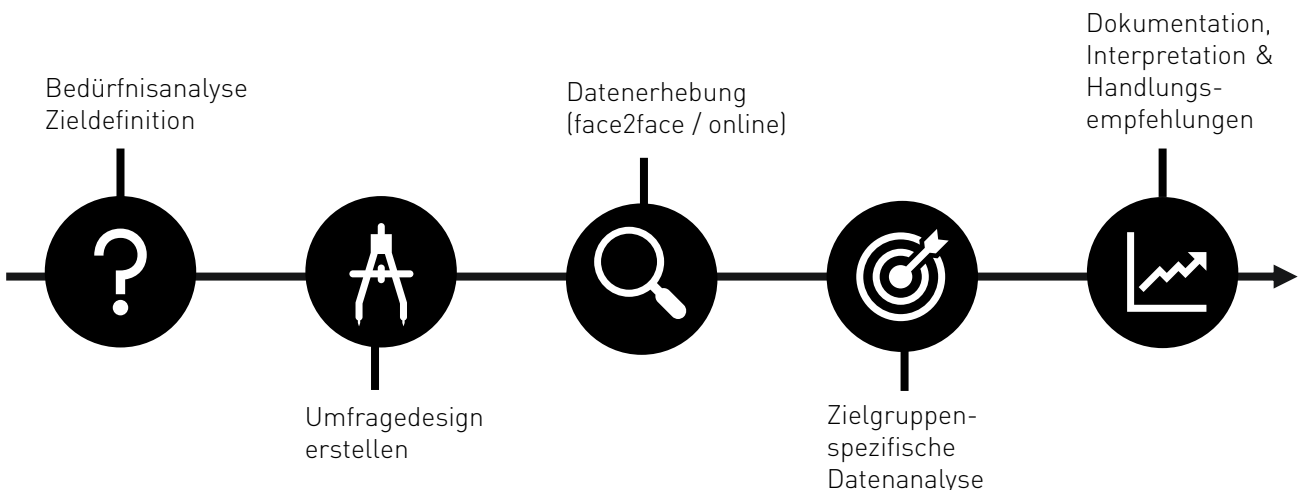 Bedürfnisanalyse
Zieldefinition
Umfragedesign
erstellen
Datenerhebung
(face2face / online)
Zielgruppen-
spezifische
Datenanalyse
Dokumentation,
Interpretation &
Handlungs-
empfehlungen